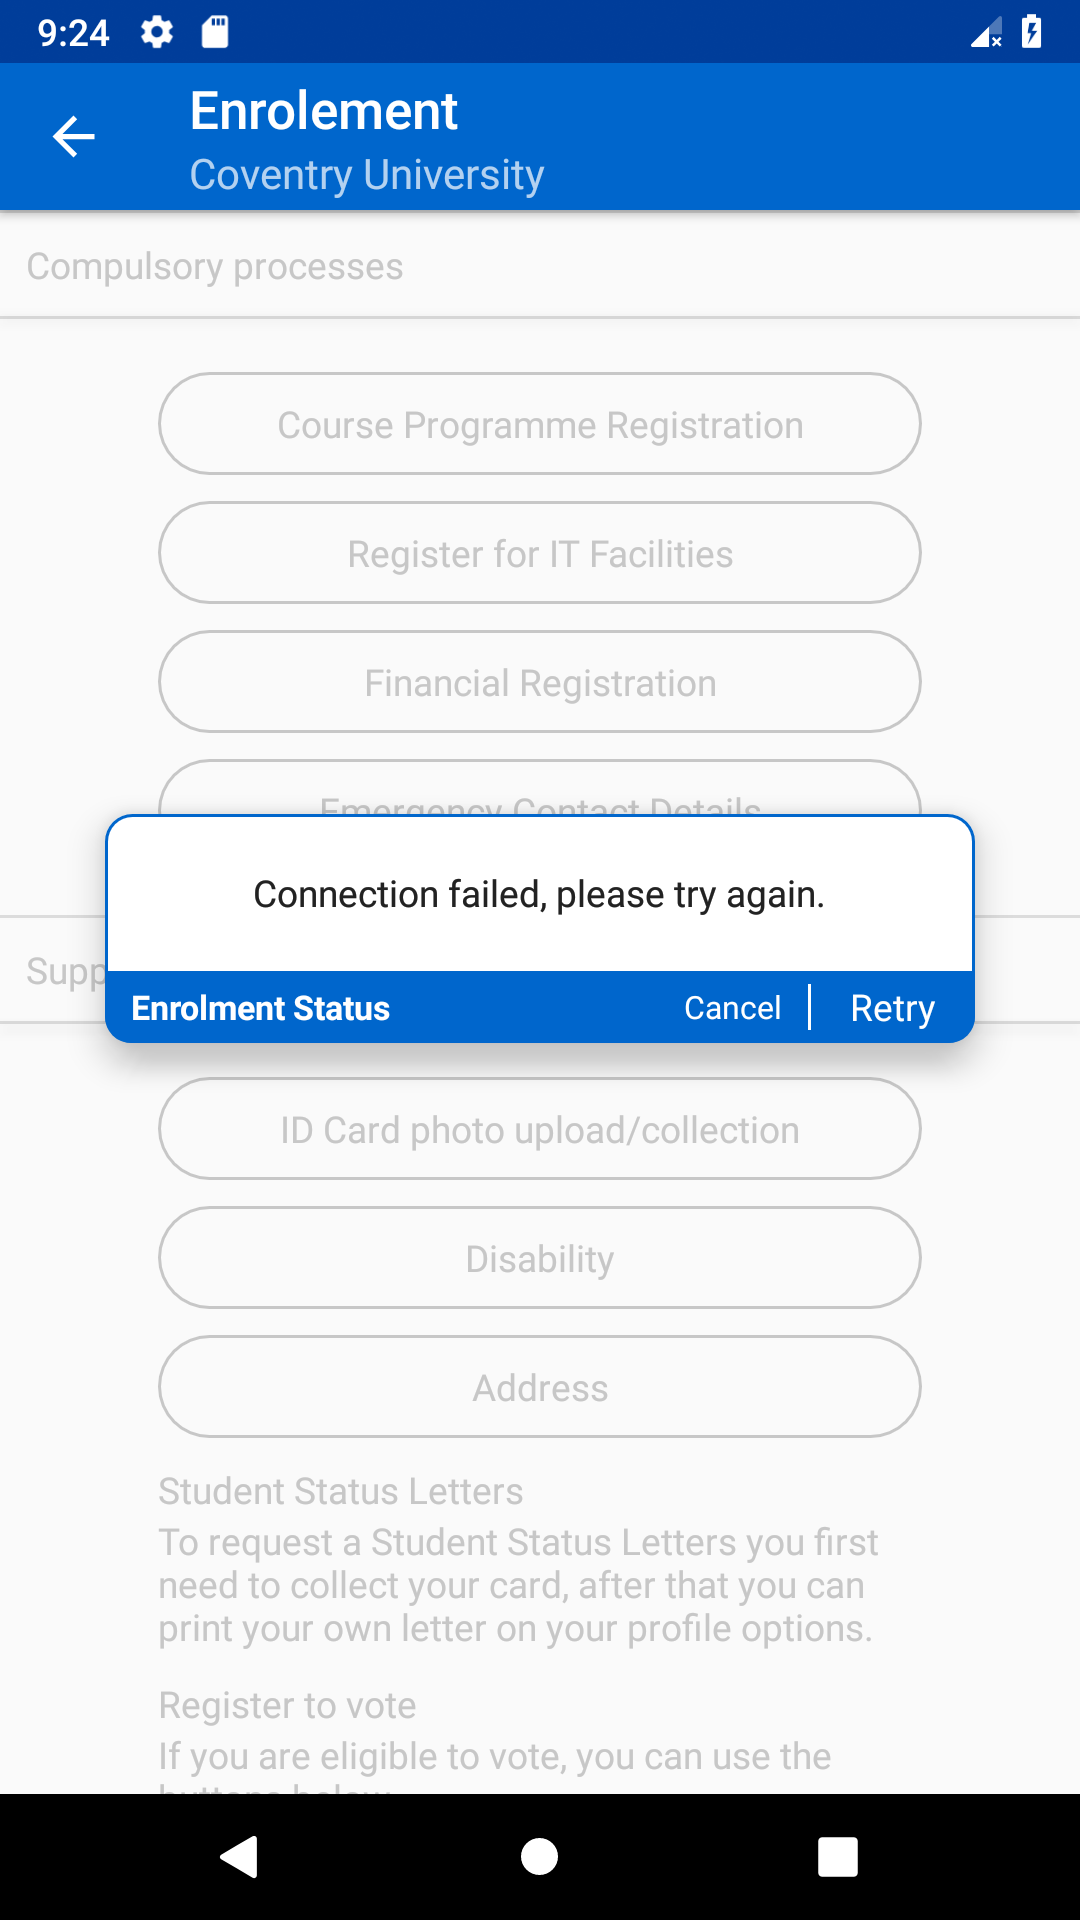 9:24
Enrolement
Coventry University
Compulsory processes
Course Programme Registration
Register for IT Facilities
Financial Registration
Emergency Contact Details
Connection failed, please try again.
Supp
Enrolment Status
Cancel
Retry
ID Card photo upload/collection
Disability
Address
Student Status Letters
To request a Student Status Letters you first
need to collect your card, after that you can
print your own letter on your profile options.
Register to vote
If you are eligible to vote, you can use the
buttons below